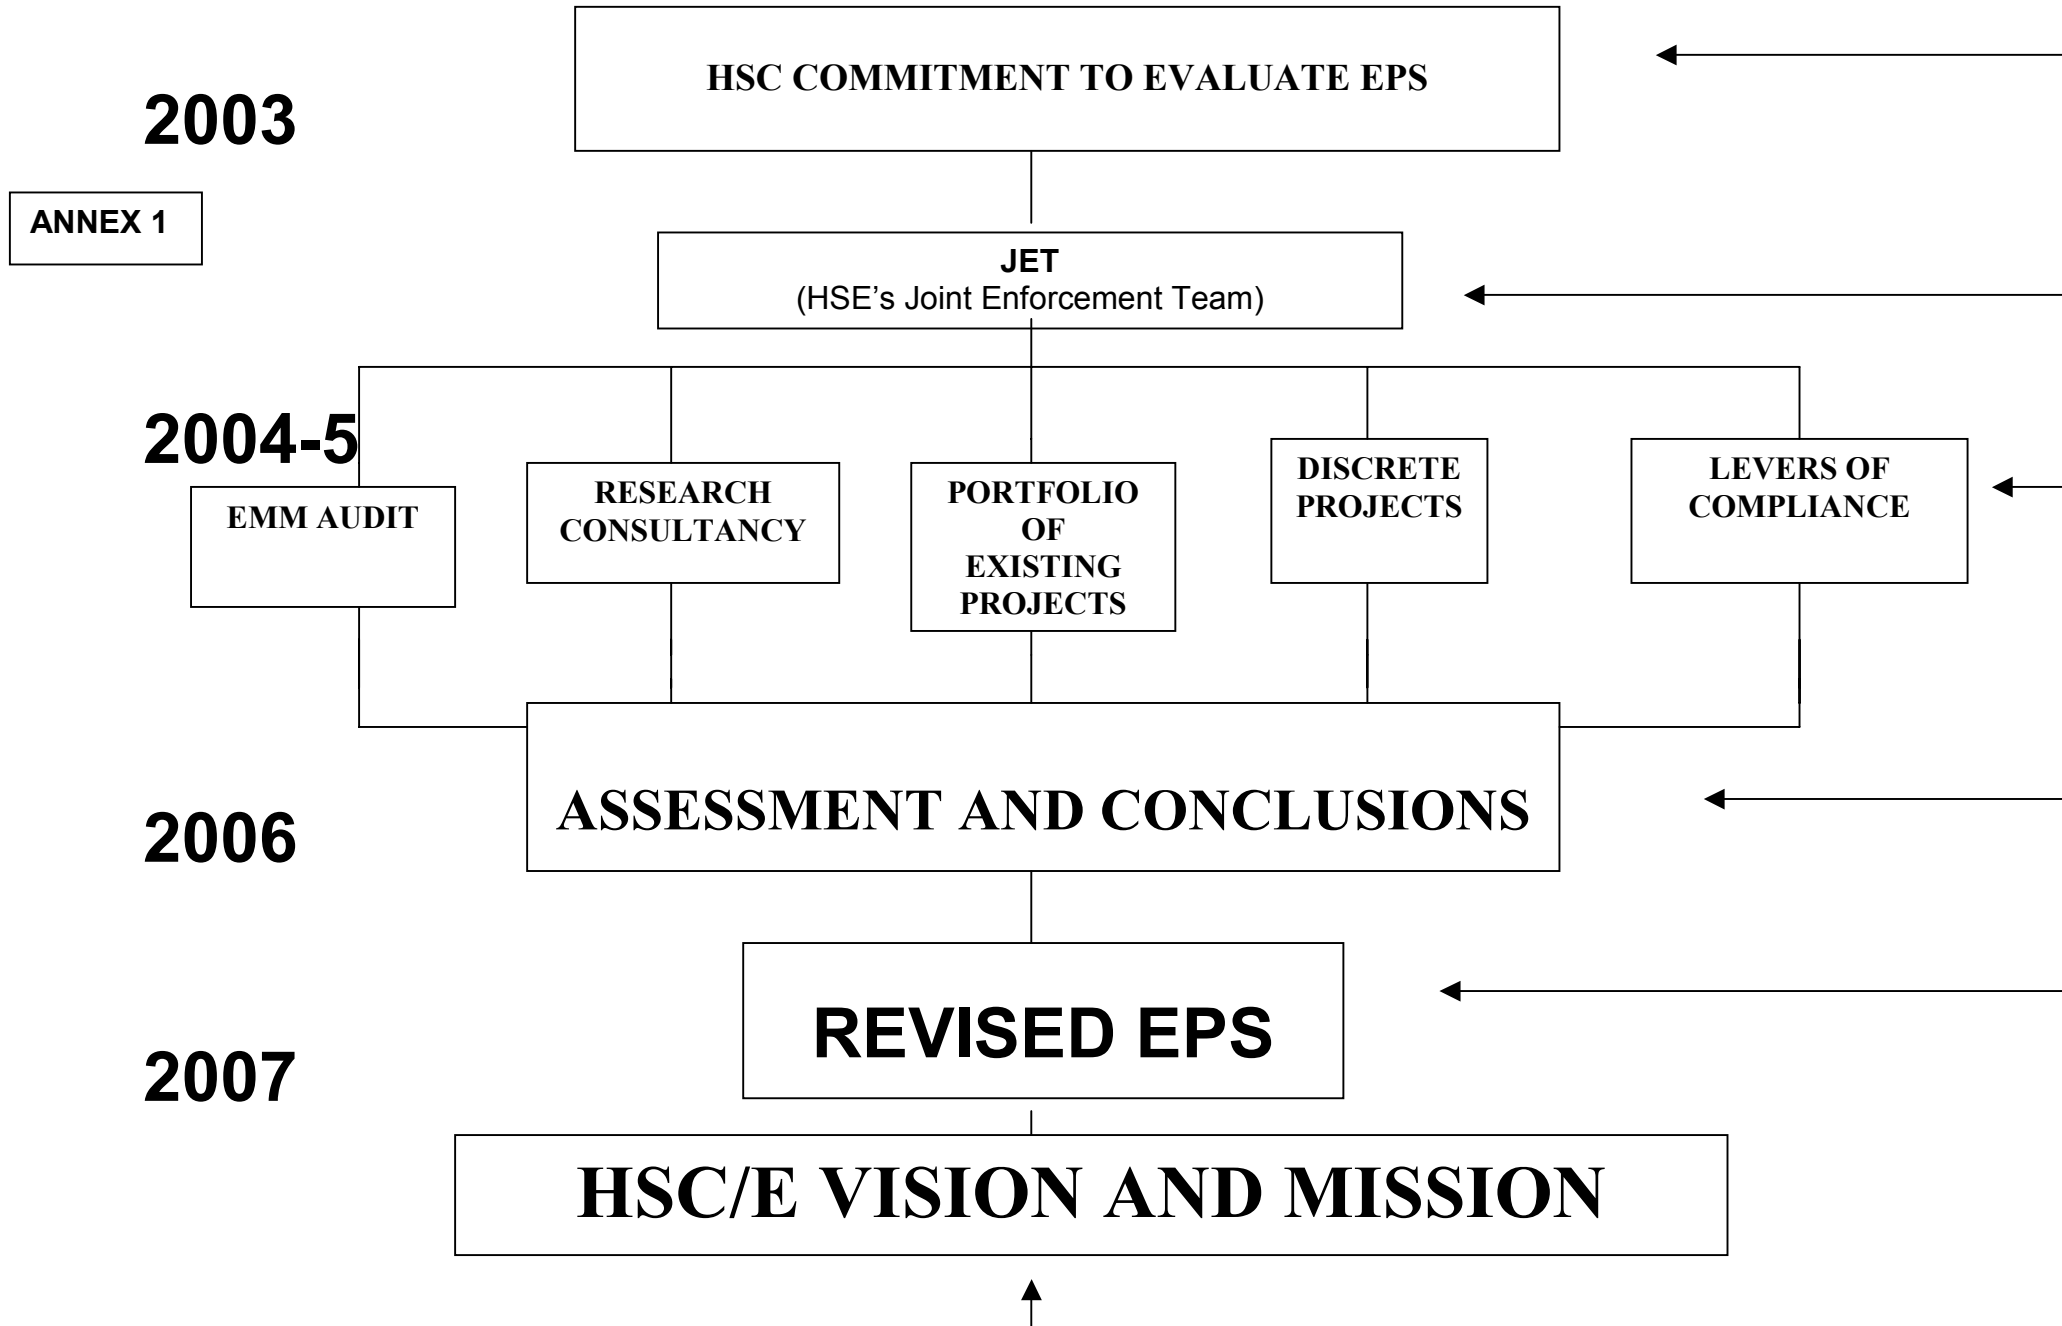 HSC COMMITMENT TO EVALUATE EPS
2003
ANNEX 1
JET
(HSE’s Joint Enforcement Team)
2004-5
EMM AUDIT
RESEARCH
CONSULTANCY
PORTFOLIO
OF
EXISTING
PROJECTS
DISCRETE
PROJECTS
LEVERS OF
COMPLIANCE
ASSESSMENT AND CONCLUSIONS
2006
REVISED EPS
2007
HSC/E VISION AND MISSION